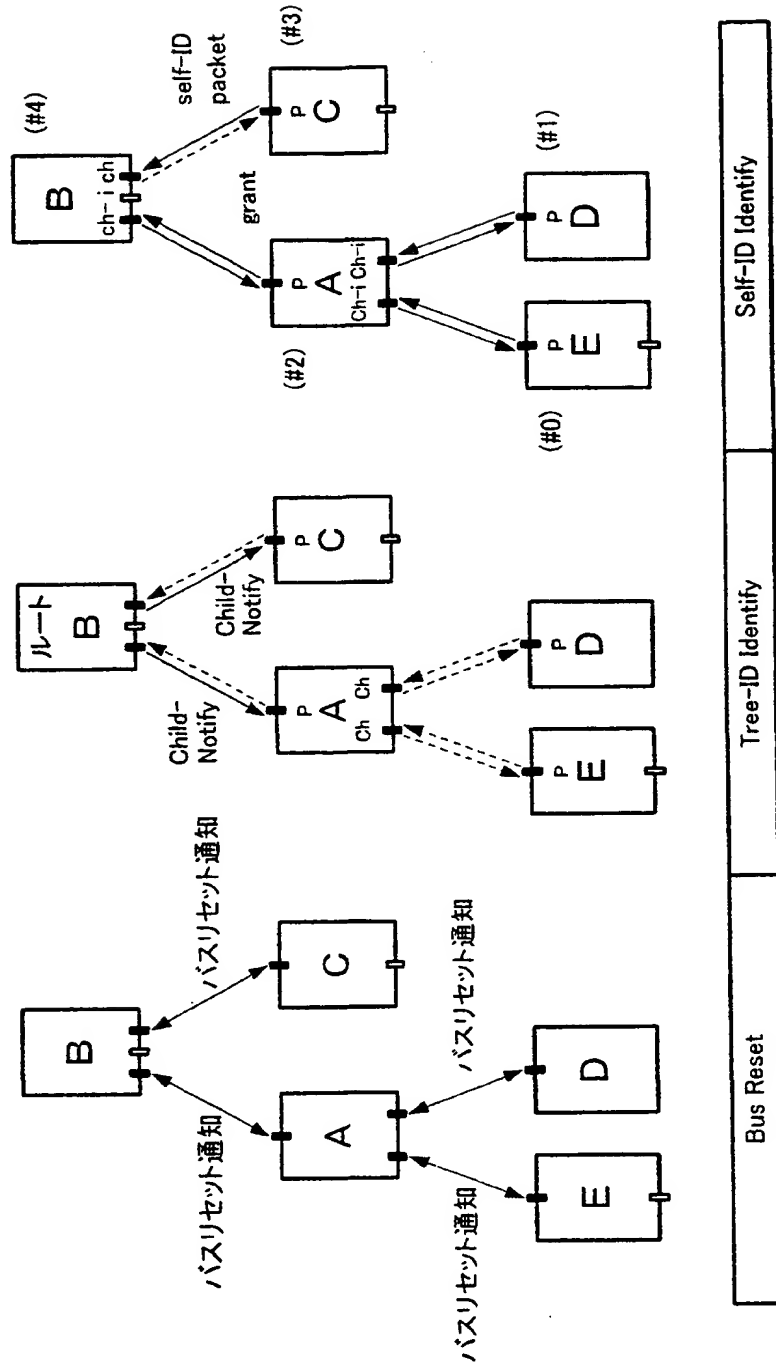 B
バスリセット通知
バスリセット通知
A
C
バスリセット通知
バスリセット通知
E
D
Bus Reset
ルート
B
Child-
Notify
Child-
Notify
P
A
Ch
Ch
P
C
P
E
P
D
Tree-ID Identify
(#4)
B
ch-i
ch
self-ID
packet
grant
(#3)
P
C
(#2)
P
A
Ch-i
Ch-i
(#0)
P
E
(#1)
P
D
Self-ID Identify